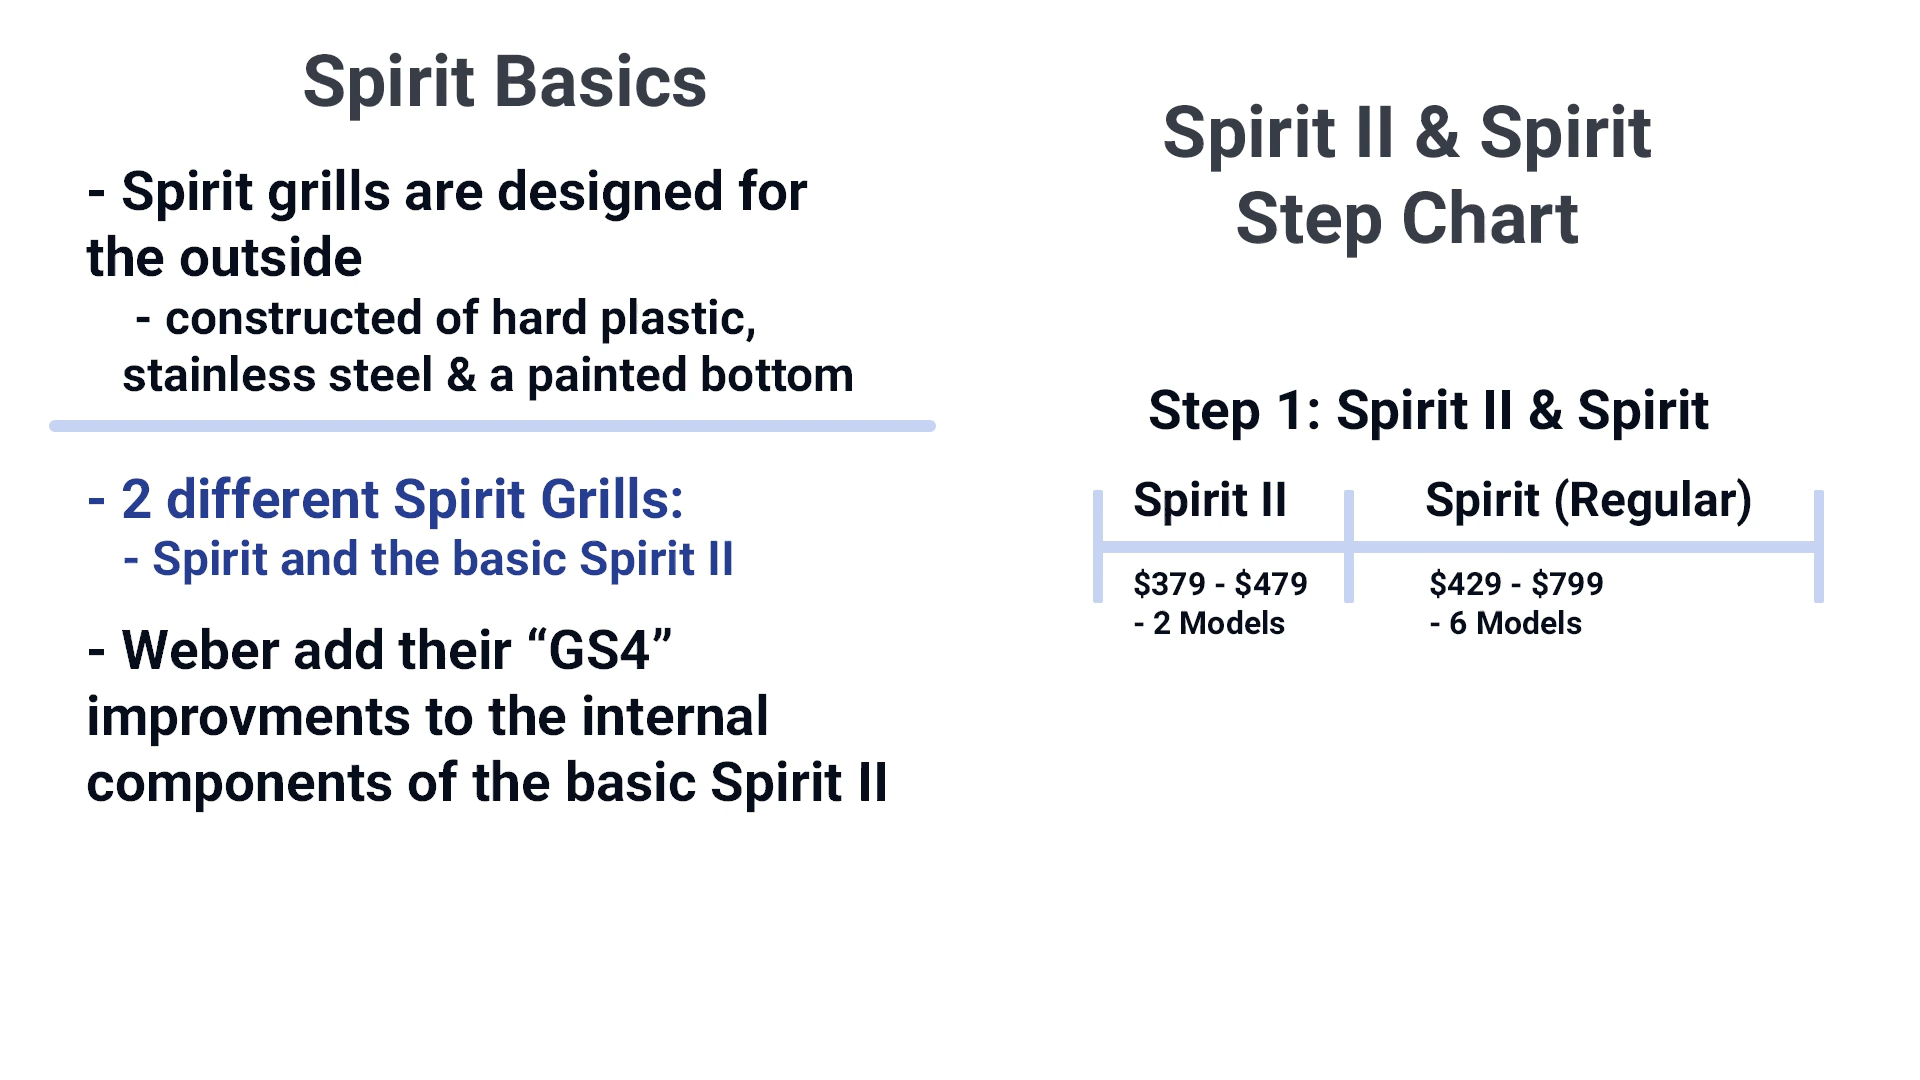 Spirit Basics
- Spirit grills are designed for
the outside
- constructed of hard plastic,
stainless steel & a painted bottom
- 2 different Spirit Grills:
- Spirit and the basic Spirit II
- Weber add their “GS4”
improvments to the internal
components of the basic Spirit II
Spirit II & Spirit
Step Chart
Step 1: Spirit II & Spirit
Spirit II
Spirit (Regular)
$379 - $479
- 2 Models
$429 - $799
- 6 Models